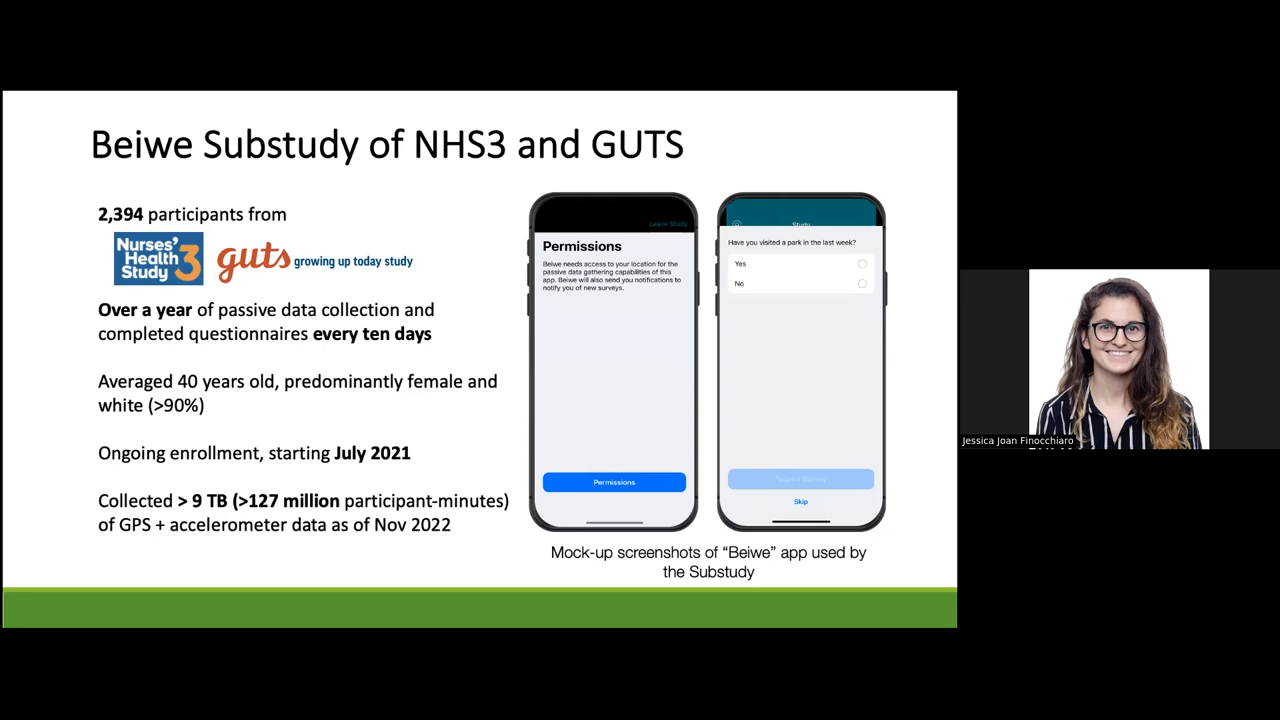 Beiwe Substudy of NHS3 and GUTS
2,394 participants from
Nurses'
Health
Study 3
guts growing up today study
Over a year of passive data collection and
completed questionnaires every ten days
Averaged 40 years old, predominantly female and
white (>90%)
Ongoing enrollment, starting July 2021
Collected > 9 TB (>127 million participant-minutes)
of GPS + accelerometer data as of Nov 2022
Leave Study
Permissions
Beiwe needs access to your location for the
passive data gathering capabilities of this
app. Beiwe will also send you notifications to
notify you of new surveys.
Permissions
Study
Have you visited a park in the last week?
Yes
No
Skip
Mock-up screenshots of “Beiwe” app used by
the Substudy
Jessica Joan Finocchiaro